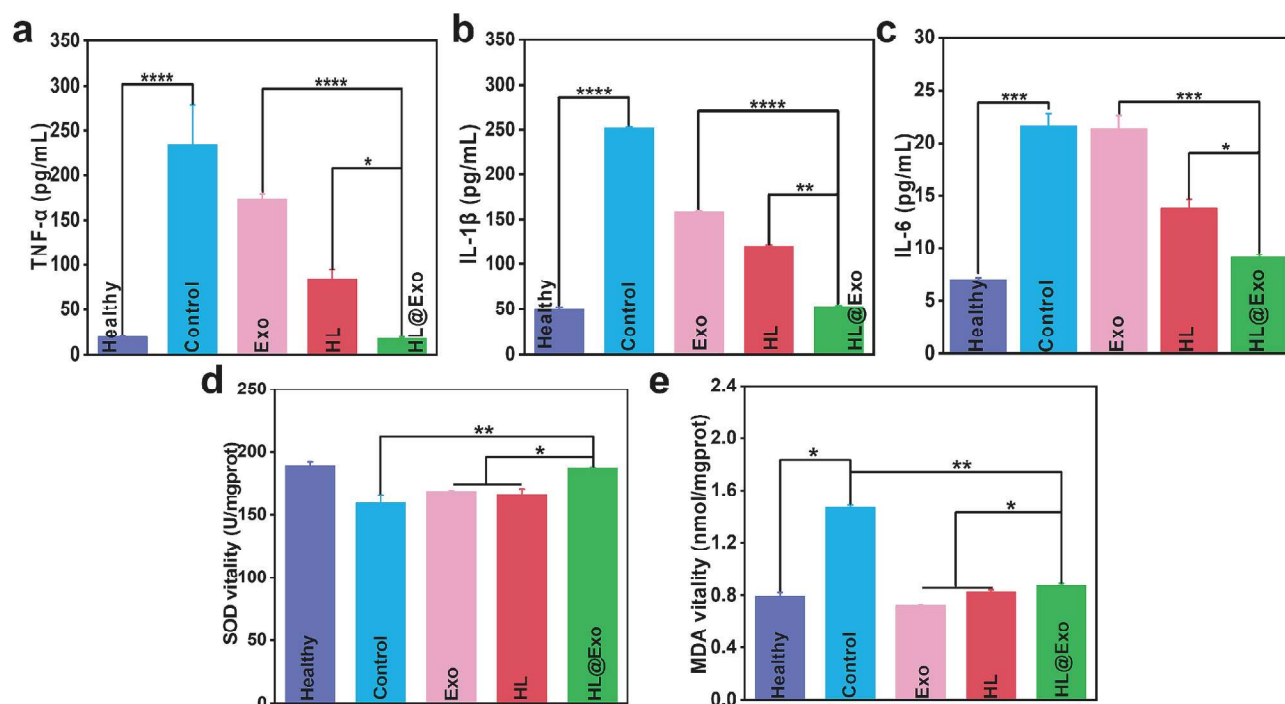 a
350
300
250
200
150
100
50
0
TNF-α (pg/mL)
****
****
*
Healthy
Control
Exo
HL
HL@Exo
b
350
300
250
200
150
100
50
0
IL-1β (pg/mL)
****
****
**
Healthy
Control
Exo
HL
HL@Exo
c
30
25
20
15
10
5
0
IL-6 (pg/mL)
***
***
*
Healthy
Control
Exo
HL
HL@Exo
d
250
200
150
100
50
0
SOD vitality (U/mgprot)
**
*
Healthy
Control
Exo
HL
HL@Exo
e
2.4
2.0
1.6
1.2
0.8
0.4
0.0
MDA vitality (nmol/mgprot)
*
**
*
Healthy
Control
Exo
HL
HL@Exo